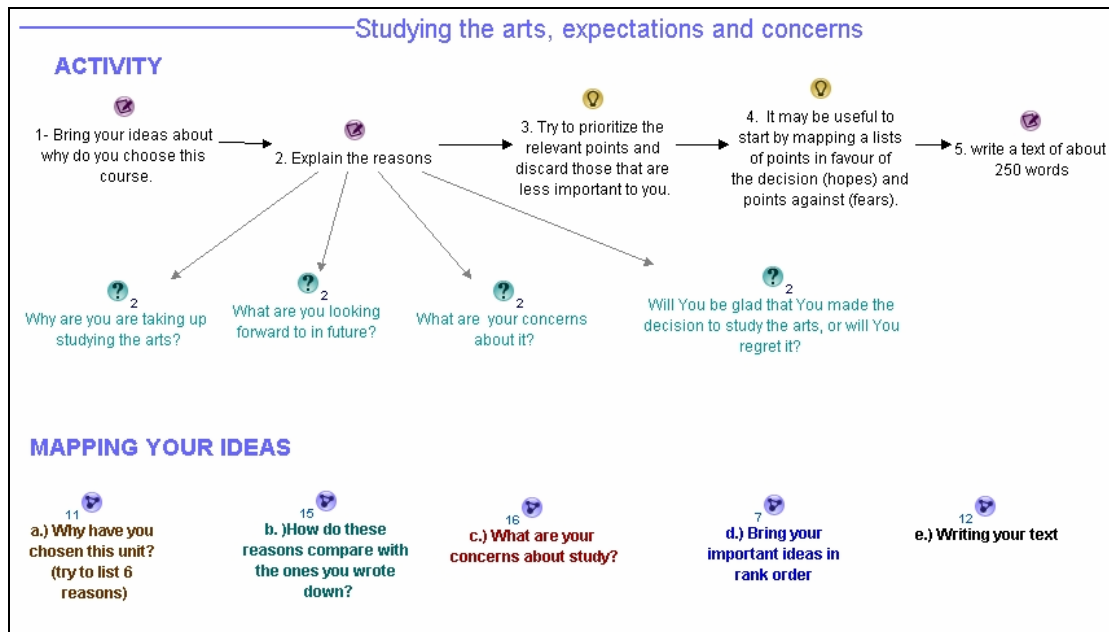 Studying the arts, expectations and concerns
ACTIVITY
1- Bring your ideas about
why do you choose this
course.
2. Explain the reasons
3. Try to prioritize the
relevant points and
discard those that are
less important to you.
4. It may be useful to
start by mapping a lists
of points in favour of
the decision (hopes) and
points against (fears).
5. write a text of about
250 words
?
2
Why are you are taking up
studying the arts?
?
2
What are you looking
forward to in future?
?
2
What are your concerns
about it?
?
2
Will You be glad that You made the
decision to study the arts, or will You
regret it?
MAPPING YOUR IDEAS
11
a.) Why have you
chosen this unit?
(try to list 6
reasons)
15
b. )How do these
reasons compare with
the ones you wrote
down?
16
c.) What are your
concerns about study?
7
d.) Bring your
important ideas in
rank order
12
e.) Writing your text